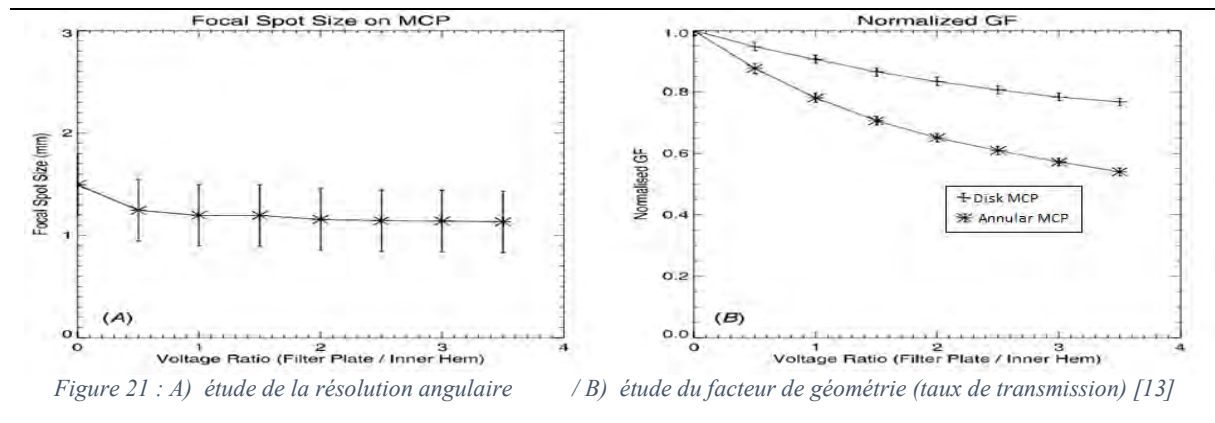 Focal Spot Size on MCP
3
2
1
0
Focal Spot Size (mm)
(A)
0 1 2 3 4
Voltage Ratio (Filter Plate / Inner Hem)
Normalized GF
1.0
0.8
0.6
0.4
0.2
0.0
Normalised GF
Disk MCP
Annular MCP
(B)
0 1 2 3 4
Voltage Ratio (Filter Plate / Inner Hem)
Figure 21 : A) étude de la résolution angulaire / B) étude du facteur de géométrie (taux de transmission) [13]